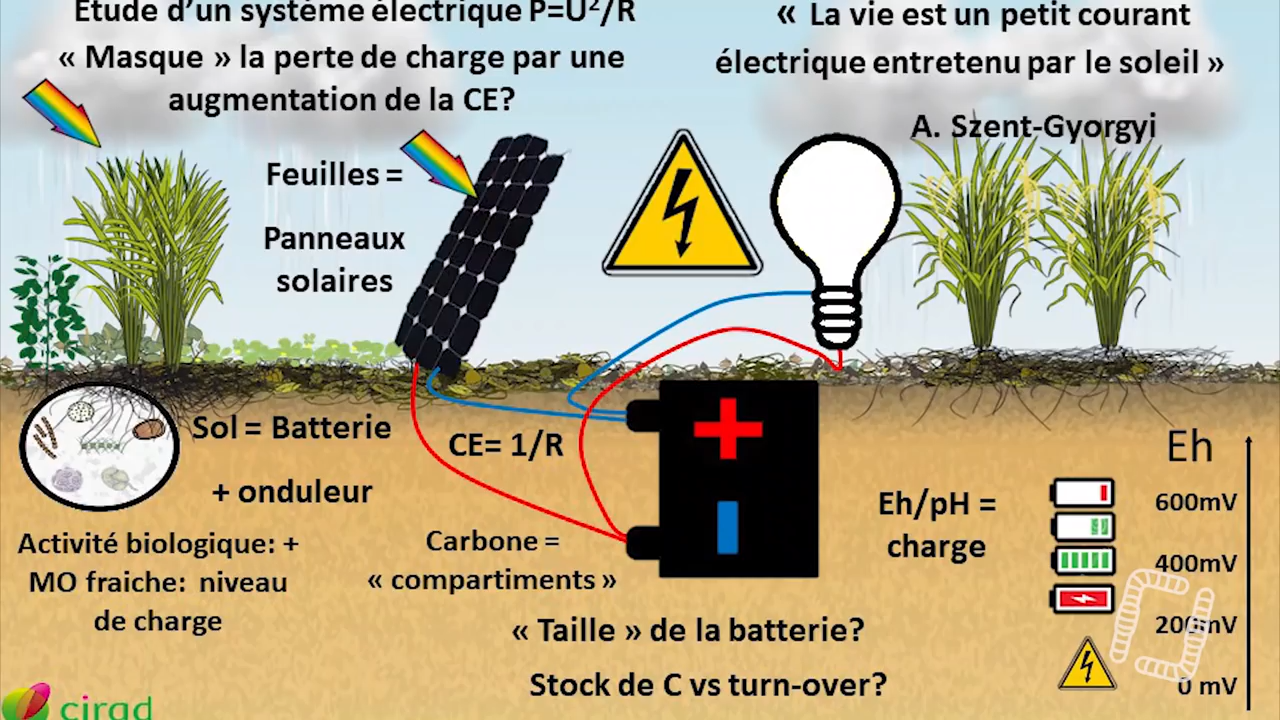 Etude d'un système électrique P=U²/R
« Masque » la perte de charge par une
augmentation de la CE?
« La vie est un petit courant
électrique entretenu par le soleil »
A. Szent-Gyorgyi
Feuilles =
Panneaux
solaires
Sol = Batterie
+ onduleur
CE= 1/R
Activité biologique: +
MO fraiche: niveau
de charge
Carbone =
« compartiments »
Eh/pH =
charge
Eh
600mV
400mV
200mV
0 mV
« Taille » de la batterie?
Stock de C vs turn-over?
cirad